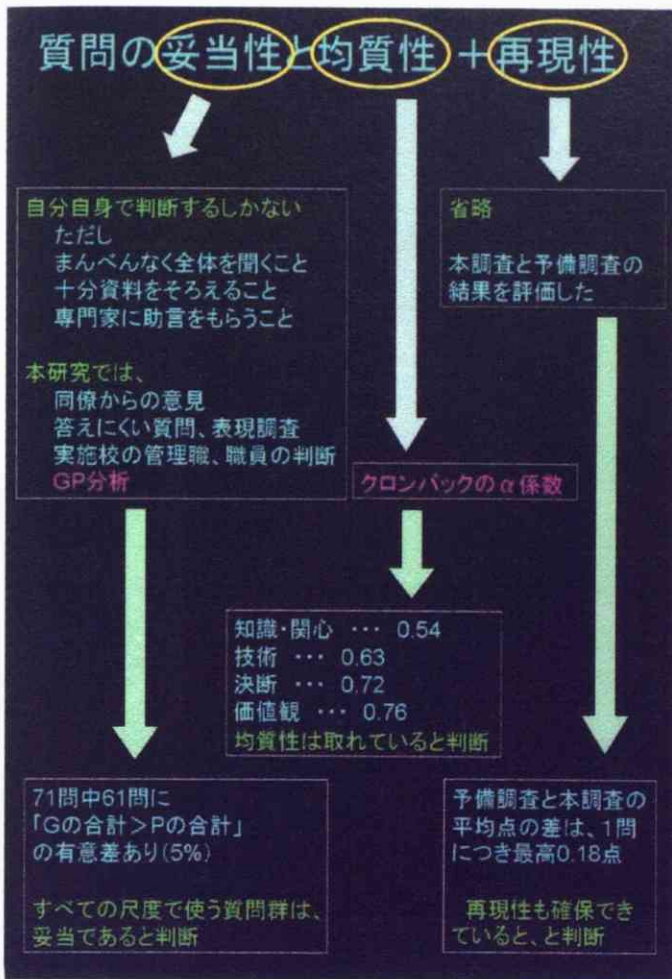 質問の妥当性と均質性＋再現性
自分自身で判断するしかない
ただし
まんべんなく全体を聞くこと
十分資料をそろえること
専門家に助言をもらうこと
本研究では、
同僚からの意見
答えにくい質問、表現調査
実施校の管理職、職員の判断
GP分析
省略
本調査と予備調査の
結果を評価した
クロンバックのα係数
知識・関心 ･･･ 0.54
技術 ･･･ 0.63
決断 ･･･ 0.72
価値観 ･･･ 0.76
均質性は取れていると判断
71問中61問に
「Gの合計＞Pの合計」
の有意差あり(5%)
すべての尺度で使う質問群は、
妥当であると判断
予備調査と本調査の
平均点の差は、1問
につき最高0.18点
再現性も確保でき
ていると、と判断